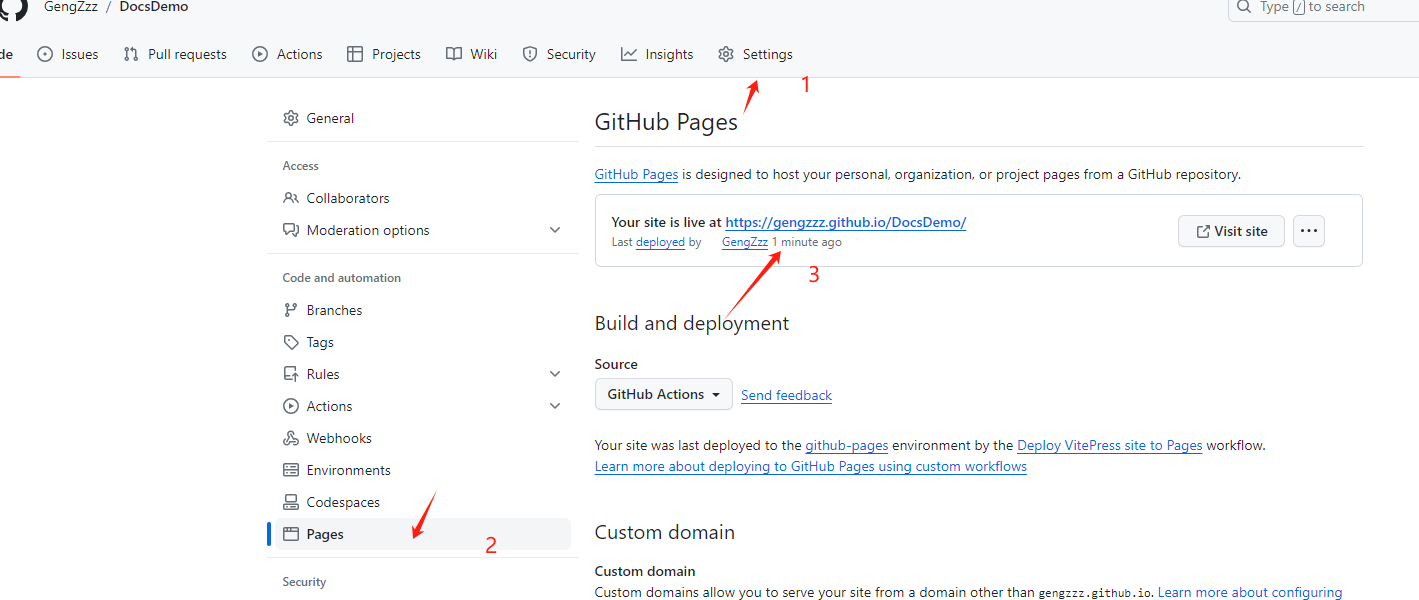 GengZzz / DocsDemo
Type / to search
de Issues Pull requests Actions Projects Wiki Security Insights Settings
1
General
GitHub Pages
Access
GitHub Pages is designed to host your personal, organization, or project pages from a GitHub repository.
Collaborators
Moderation options
Your site is live at https://gengzzz.github.io/DocsDemo/
Last deployed by GengZzz 1 minute ago
Visit site
3
Code and automation
Branches
Tags
Rules
Actions
Webhooks
Environments
Codespaces
Pages
2
Security
Build and deployment
Source
GitHub Actions Send feedback
Your site was last deployed to the github-pages environment by the Deploy VitePress site to Pages workflow.
Learn more about deploying to GitHub Pages using custom workflows
Custom domain
Custom domain
Custom domains allow you to serve your site from a domain other than gengzzz.github.io. Learn more about configuring